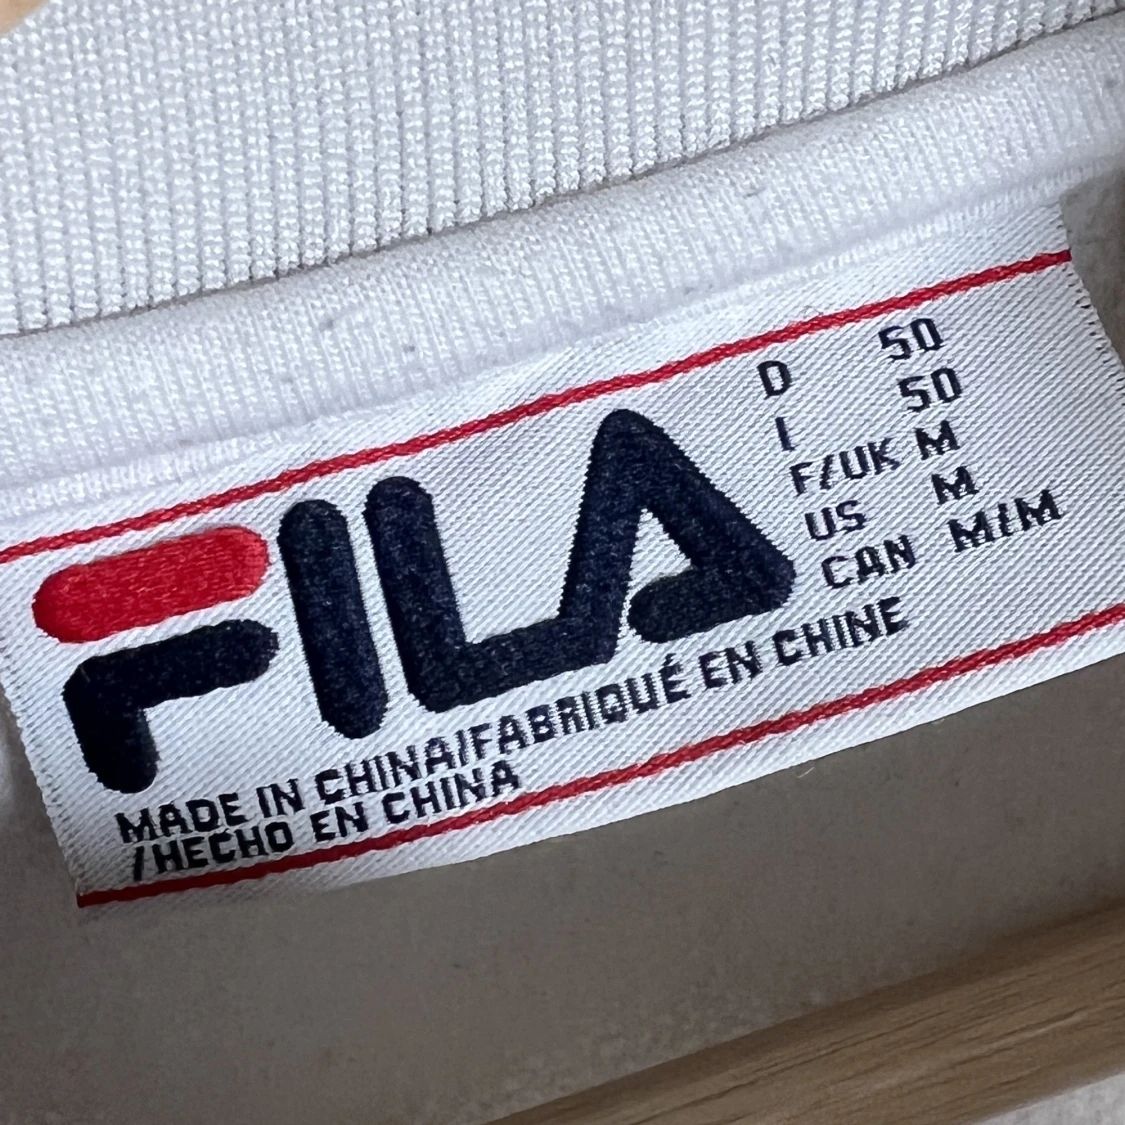 FILA
D 50
I 50
F/UK M
US M
CAN M/M
MADE IN CHINA/FABRIQUÉ EN CHINE
/HECHO EN CHINA